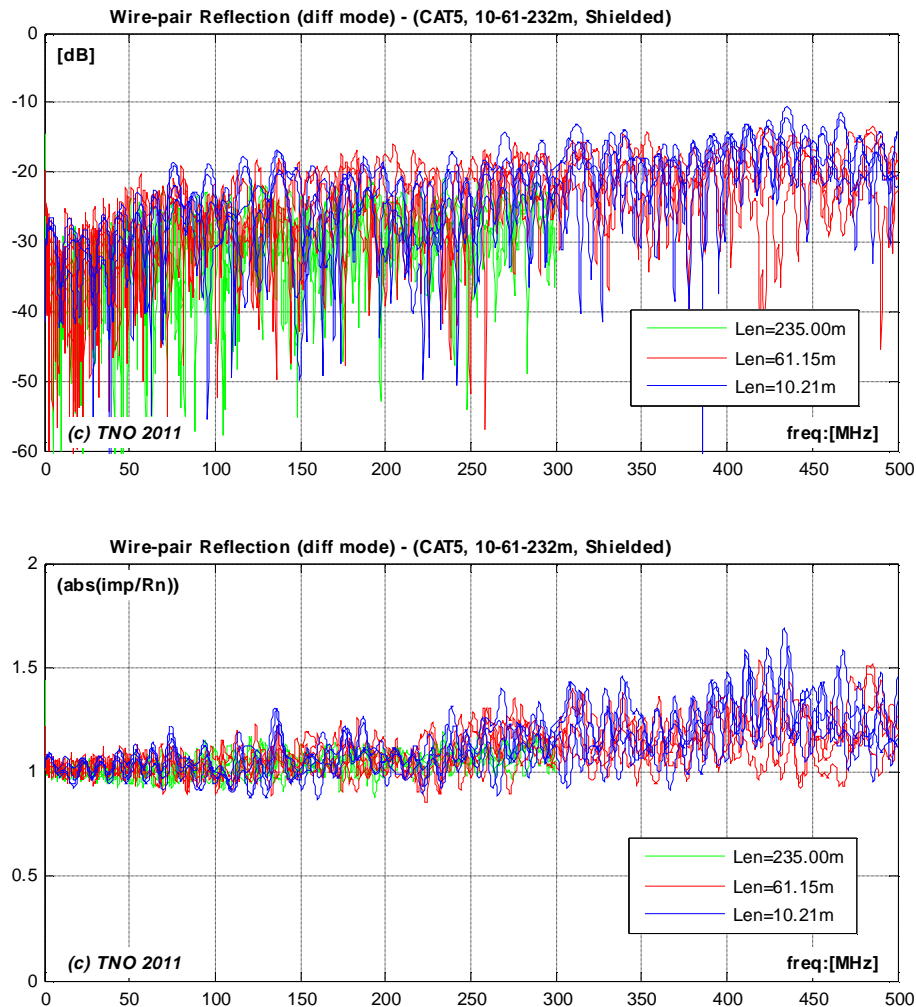 Wire-pair Reflection (diff mode) - (CAT5, 10-61-232m, Shielded)
0
[dB]
-10
-20
-30
-40
-50
-60
Len=235.00m
Len=61.15m
Len=10.21m
(c) TNO 2011
freq:[MHz]
0 50 100 150 200 250 300 350 400 450 500
Wire-pair Reflection (diff mode) - (CAT5, 10-61-232m, Shielded)
2
(abs(imp/Rn))
1.5
1
0.5
Len=235.00m
Len=61.15m
Len=10.21m
(c) TNO 2011
freq:[MHz]
0
0 50 100 150 200 250 300 350 400 450 500